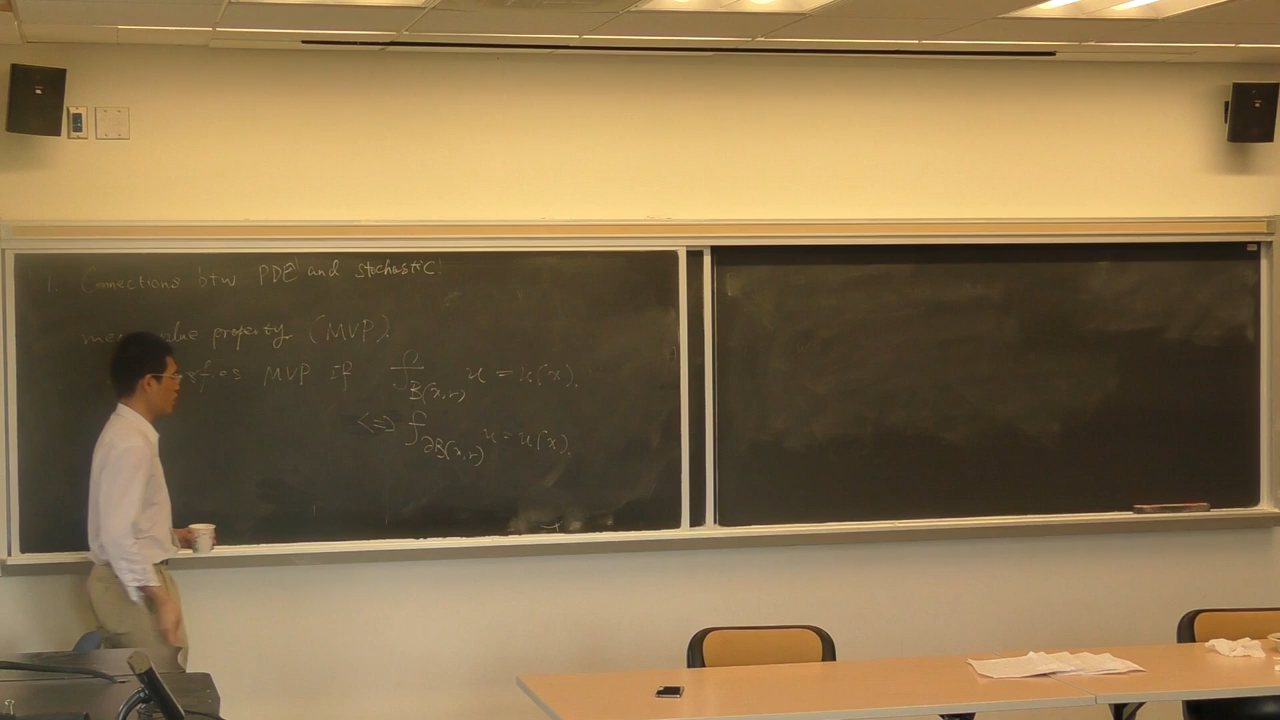 1. Connections btw PDE and stochastic.
value property (MVP).
MVP if ⨍_{B(x,r)} u = u(x).
<=> ⨍_{∂B(x,r)} u = u(x).